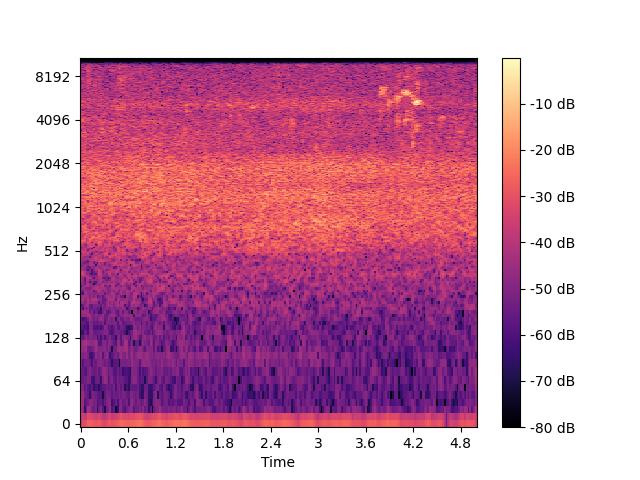 Hz
8192
4096
2048
1024
512
256
128
64
0
0 0.6 1.2 1.8 2.4 3 3.6 4.2 4.8
Time
-10 dB
-20 dB
-30 dB
-40 dB
-50 dB
-60 dB
-70 dB
-80 dB